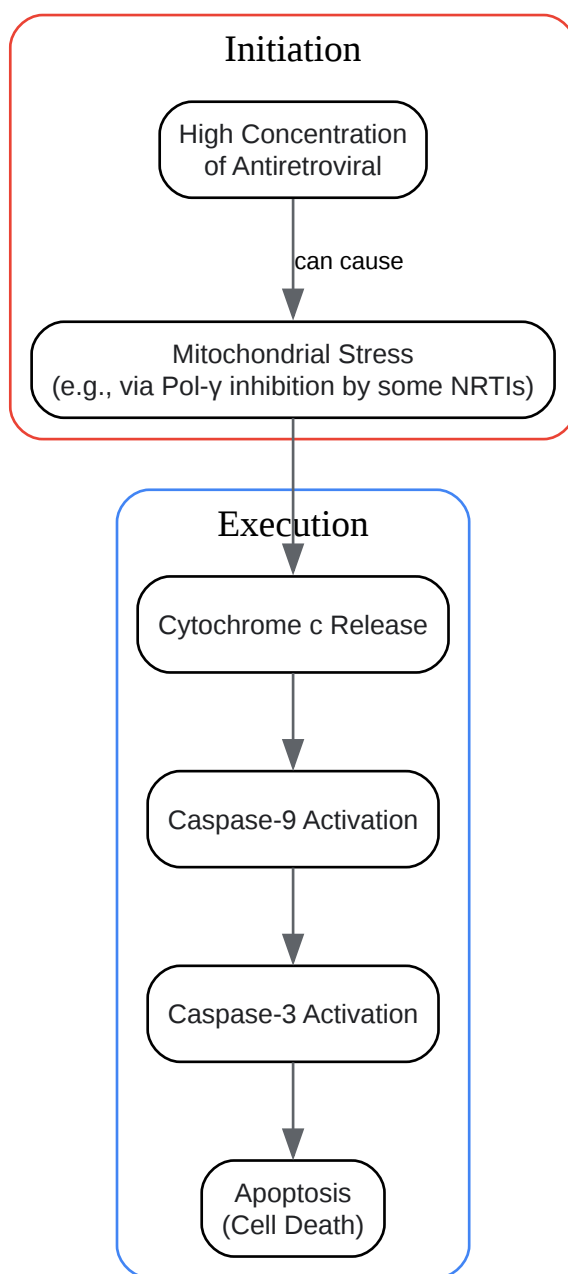 Initiation
High Concentration
of Antiretroviral
can cause
Mitochondrial Stress
(e.g., via Pol-γ inhibition by some NRTIs)
Execution
Cytochrome c Release
Caspase-9 Activation
Caspase-3 Activation
Apoptosis
(Cell Death)